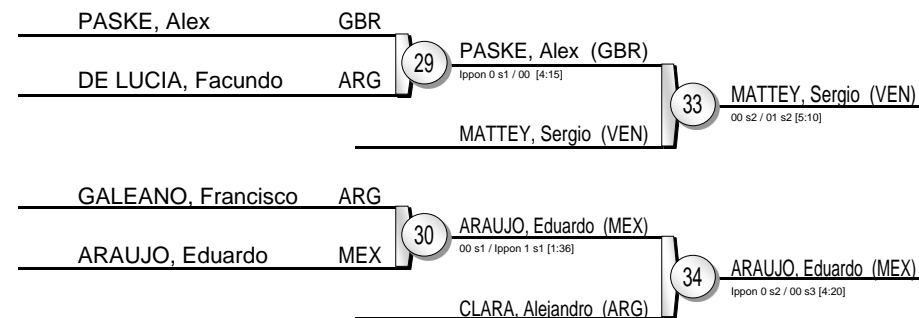 PASKE, Alex GBR
29
PASKE, Alex (GBR)
Ippon 0 s1 / 00 [4:15]
DE LUCIA, Facundo ARG
33
MATTEY, Sergio (VEN)
00 s2 / 01 s2 [5:10]
MATTEY, Sergio (VEN)
GALEANO, Francisco ARG
30
ARAUJO, Eduardo (MEX)
00 s1 / Ippon 1 s1 [1:36]
ARAUJO, Eduardo MEX
34
ARAUJO, Eduardo (MEX)
Ippon 0 s2 / 00 s3 [4:20]
CLARA, Alejandro (ARG)